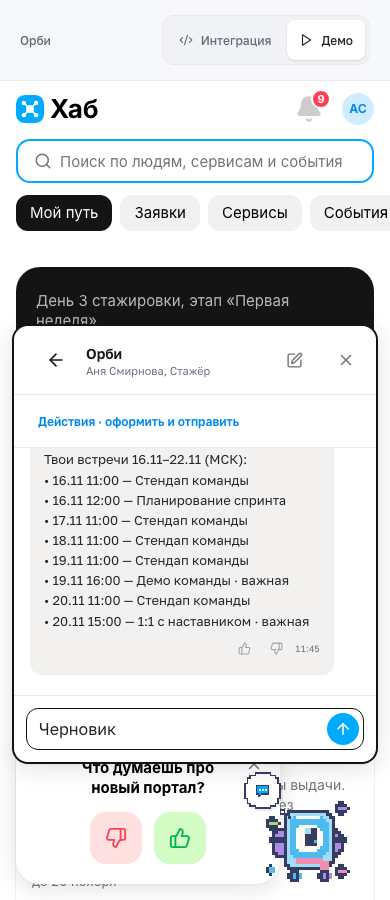 Орби
Интеграция
Демо
Хаб
9
АС
Поиск по людям, сервисам и события
Мой путь
Заявки
Сервисы
События
День 3 стажировки, этап «Первая
неделя»
Орби
Аня Смирнова, Стажёр
Действия · оформить и отправить
Твои встречи 16.11–22.11 (МСК):
• 16.11 11:00 — Стендап команды
• 16.11 12:00 — Планирование спринта
• 17.11 11:00 — Стендап команды
• 18.11 11:00 — Стендап команды
• 19.11 11:00 — Стендап команды
• 19.11 16:00 — Демо команды · важная
• 20.11 11:00 — Стендап команды
• 20.11 15:00 — 1:1 с наставником · важная
11:45
Черновик
Что думаешь про
новый портал?
выдачи.
до 20 ноября